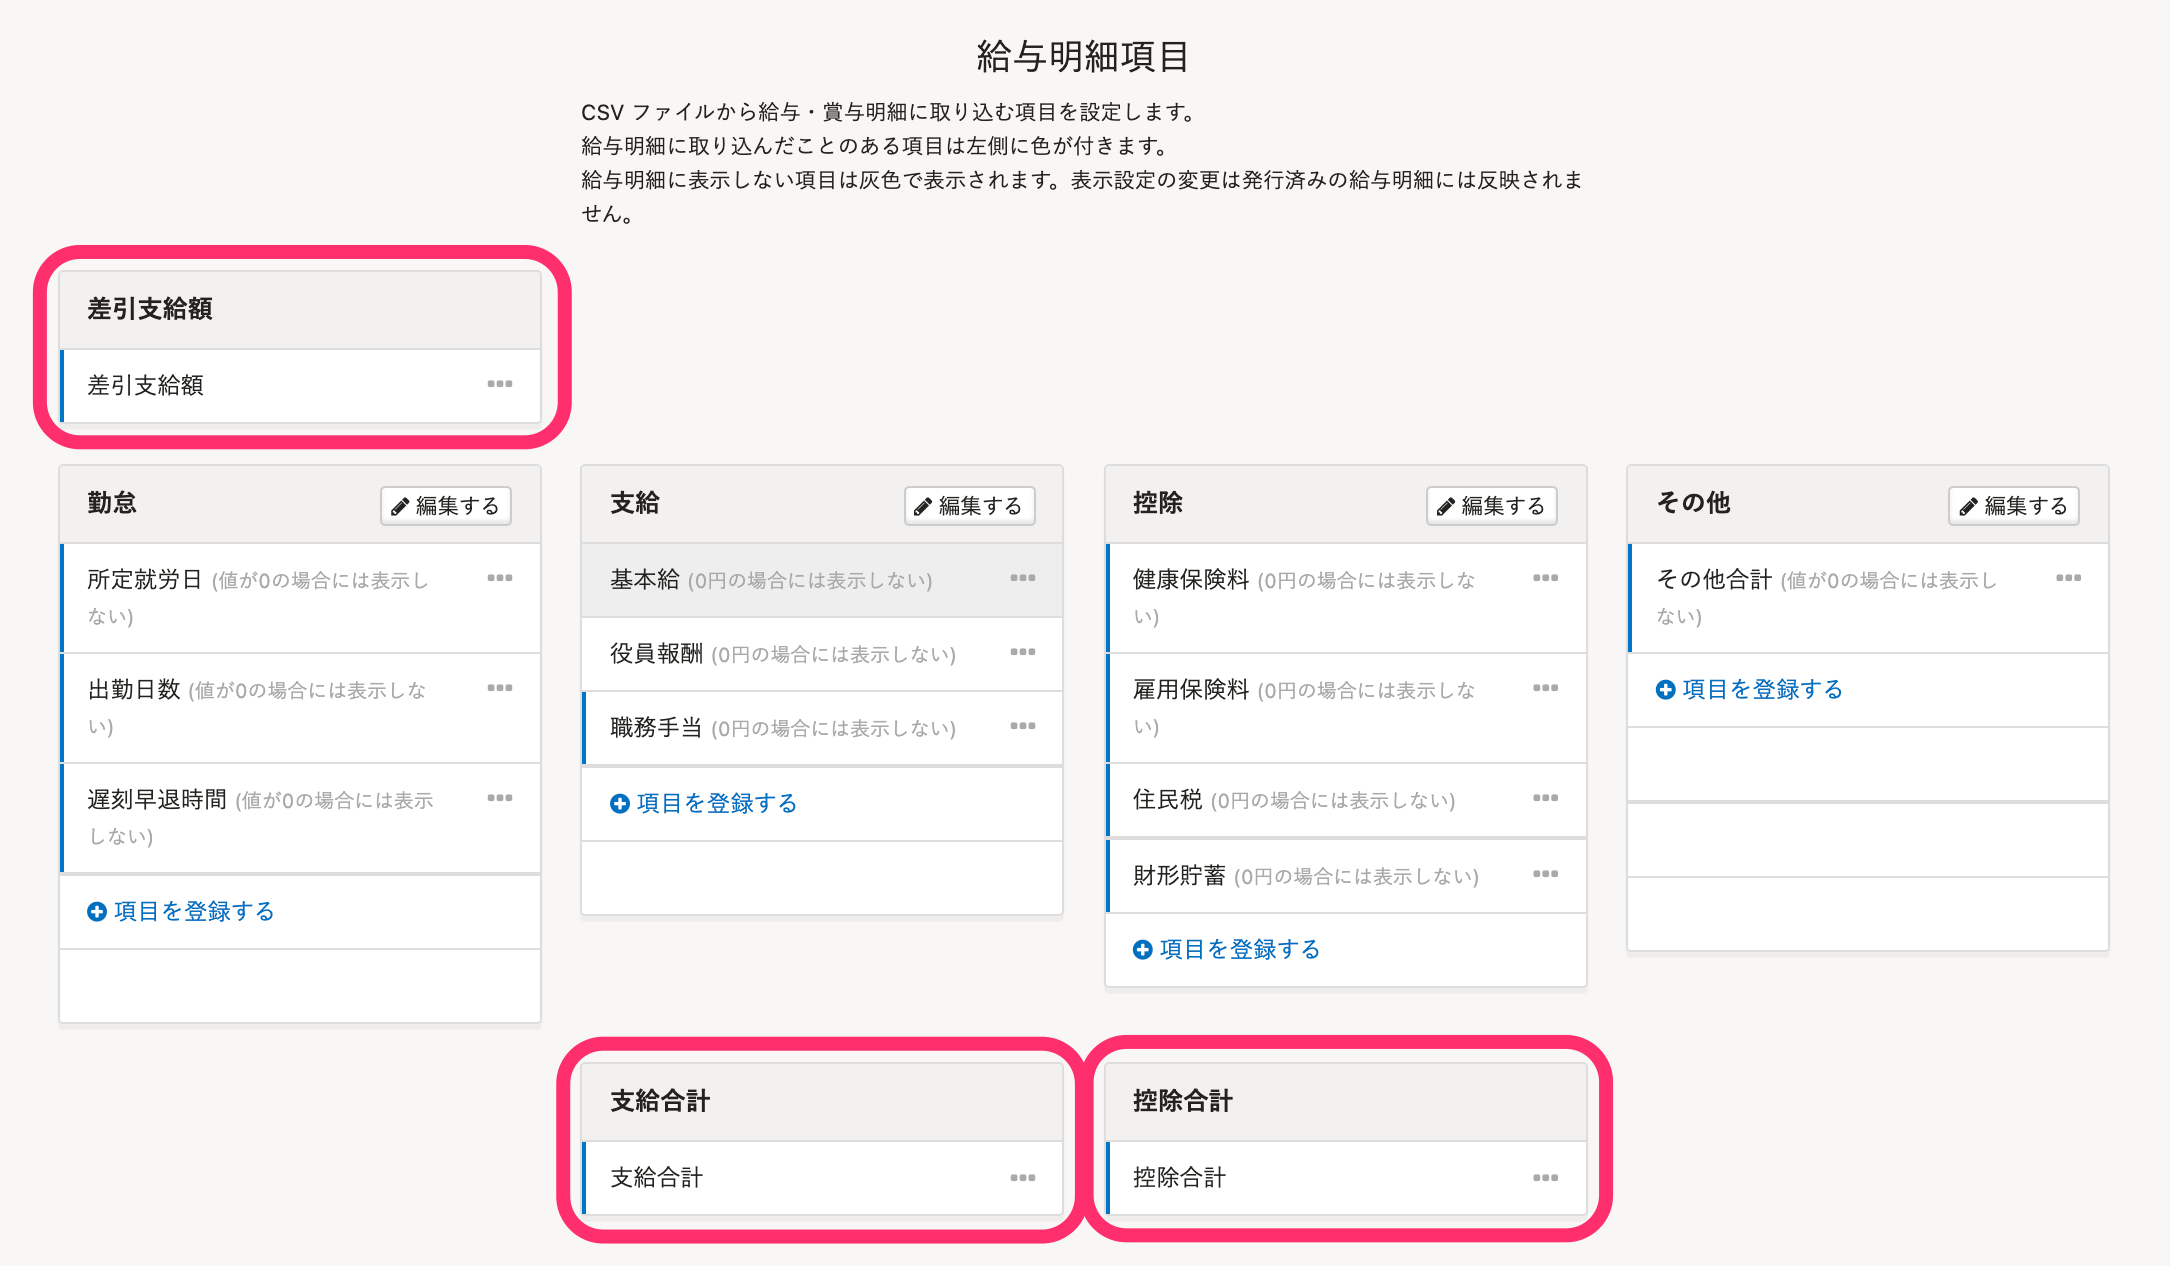 給与明細項目
CSV ファイルから給与・賞与明細に取り込む項目を設定します。
給与明細に取り込んだことのある項目は左側に色が付きます。
給与明細に表示しない項目は灰色で表示されます。表示設定の変更は発行済みの給与明細には反映されま
せん。
差引支給額
差引支給額
勤怠
編集する
所定就労日 (値が0の場合には表示し
ない)
出勤日数 (値が0の場合には表示しな
い)
遅刻早退時間 (値が0の場合には表示
しない)
項目を登録する
支給
編集する
基本給 (0円の場合には表示しない)
役員報酬 (0円の場合には表示しない)
職務手当 (0円の場合には表示しない)
項目を登録する
控除
編集する
健康保険料 (0円の場合には表示しな
い)
雇用保険料 (0円の場合には表示しな
い)
住民税 (0円の場合には表示しない)
財形貯蓄 (0円の場合には表示しない)
項目を登録する
その他
編集する
その他合計 (値が0の場合には表示し
ない)
項目を登録する
支給合計
支給合計
控除合計
控除合計